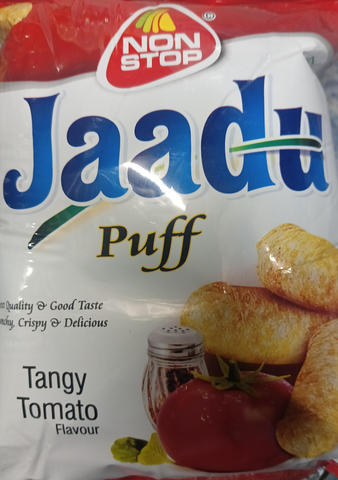 NON
STOP
®
Jaadu
Puff
Quality & Good Taste
Crispy & Delicious
Tangy
Tomato
Flavour